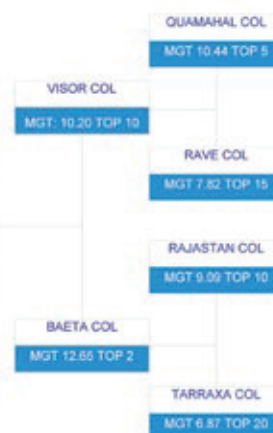 QUAMAHAL COL
MGT 10.44 TOP 5
VISOR COL
MGT: 10.20 TOP 10
RAVE COL
MGT 7.82 TOP 15
RAJASTAN COL
MGT 9.09 TOP 10
BAETA COL
MGT 12.65 TOP 2
TARRAXA COL
MGT 6.87 TOP 20